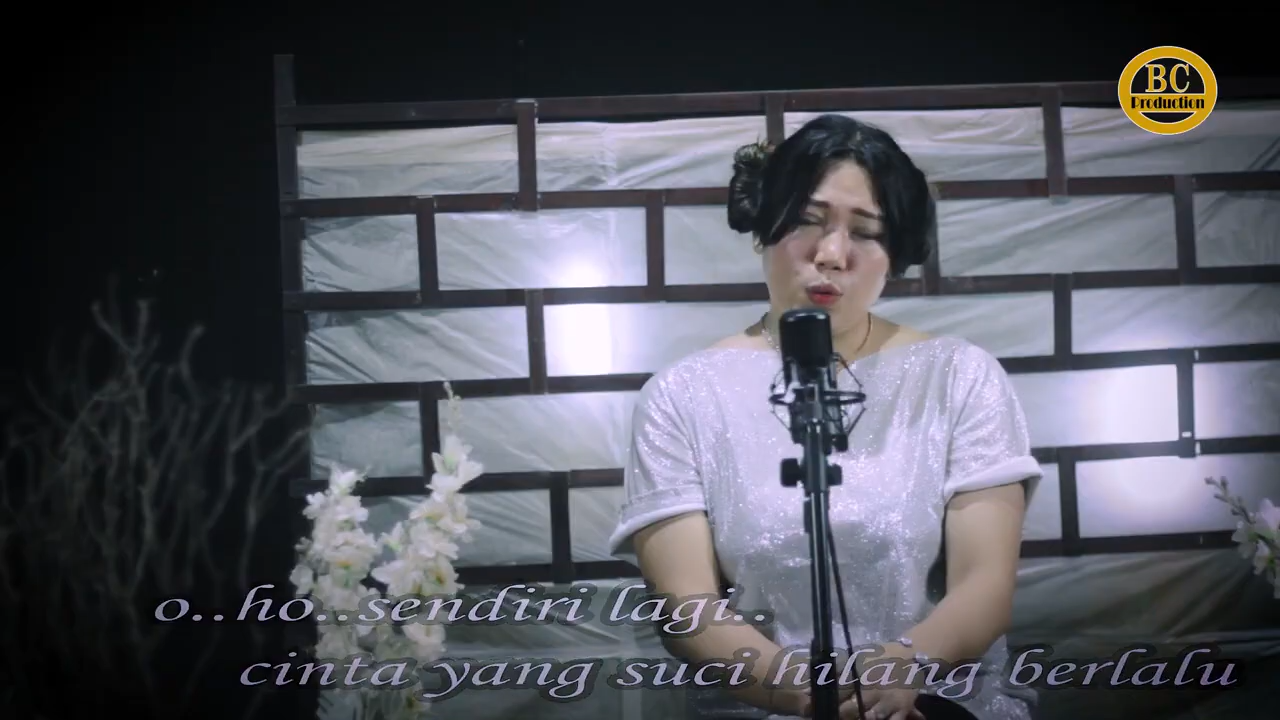 BC
Production
o..ho..sendiri lagi..
cinta yang suci hilang berlalu